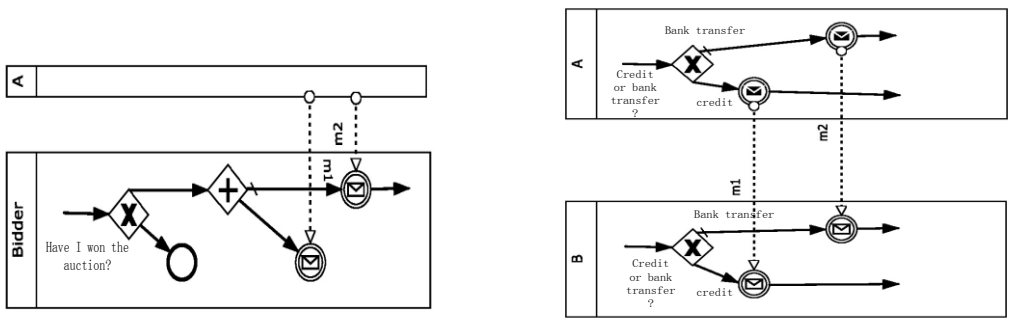 A
m2
m1
Bidder
Have I won the
auction?
A
Bank transfer
Credit
or bank
transfer
?
credit
m2
m1
B
Bank transfer
Credit
or bank
transfer
?
credit